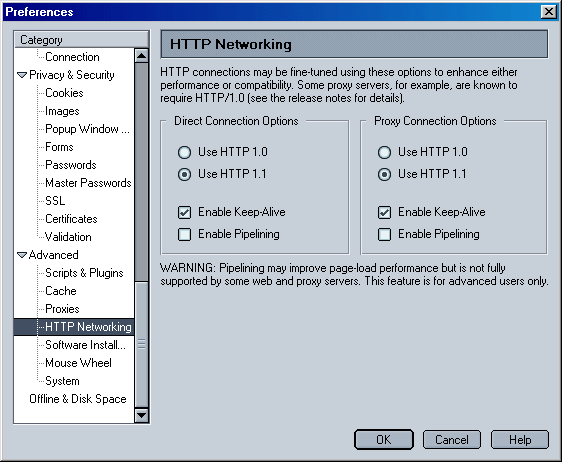 Preferences
Category
Connection
Privacy & Security
Cookies
Images
Popup Window ...
Forms
Passwords
Master Passwords
SSL
Certificates
Validation
Advanced
Scripts & Plugins
Cache
Proxies
HTTP Networking
Software Install...
Mouse Wheel
System
Offline & Disk Space
HTTP Networking
HTTP connections may be fine-tuned using these options to enhance either
performance or compatibility. Some proxy servers, for example, are known to
require HTTP/1.0 (see the release notes for details).
Direct Connection Options
Use HTTP 1.0
Use HTTP 1.1
Enable Keep-Alive
Enable Pipelining
Proxy Connection Options
Use HTTP 1.0
Use HTTP 1.1
Enable Keep-Alive
Enable Pipelining
WARNING: Pipelining may improve page-load performance but is not fully
supported by some web and proxy servers. This feature is for advanced users only.
OK
Cancel
Help